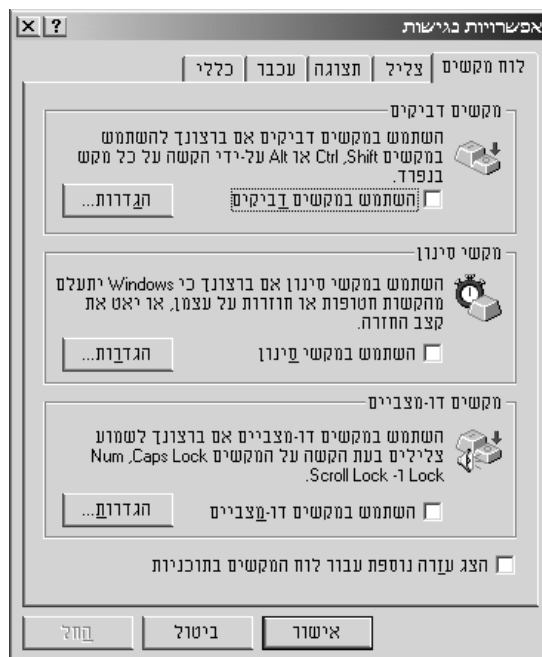 אפשרויות נגישות
לוח מקשים צליל תצוגה עכבר כללי
מקשים דביקים
השתמש במקשים דביקים אם ברצונך להשתמש
במקשים Ctrl ,Shift או Alt על-ידי הקשה על כל מקש
בנפרד.
השתמש במקשים דביקים
הגדרות...
מקשי סינון
השתמש במקשי סינון אם ברצונך כי Windows יתעלם
מהקשות חטופות או חוזרות על עצמן, או יאט את
קצב החזרה.
השתמש במקשי סינון
הגדרות...
מקשים דו-מצביים
השתמש במקשים דו-מצביים אם ברצונך לשמוע
צלילים בעת הקשה על המקשים Num ,Caps Lock
Lock ו- Scroll Lock.
השתמש במקשים דו-מצביים
הגדרות...
הצג עזרה נוספת עבור לוח המקשים בתוכניות
אישור ביטול החל